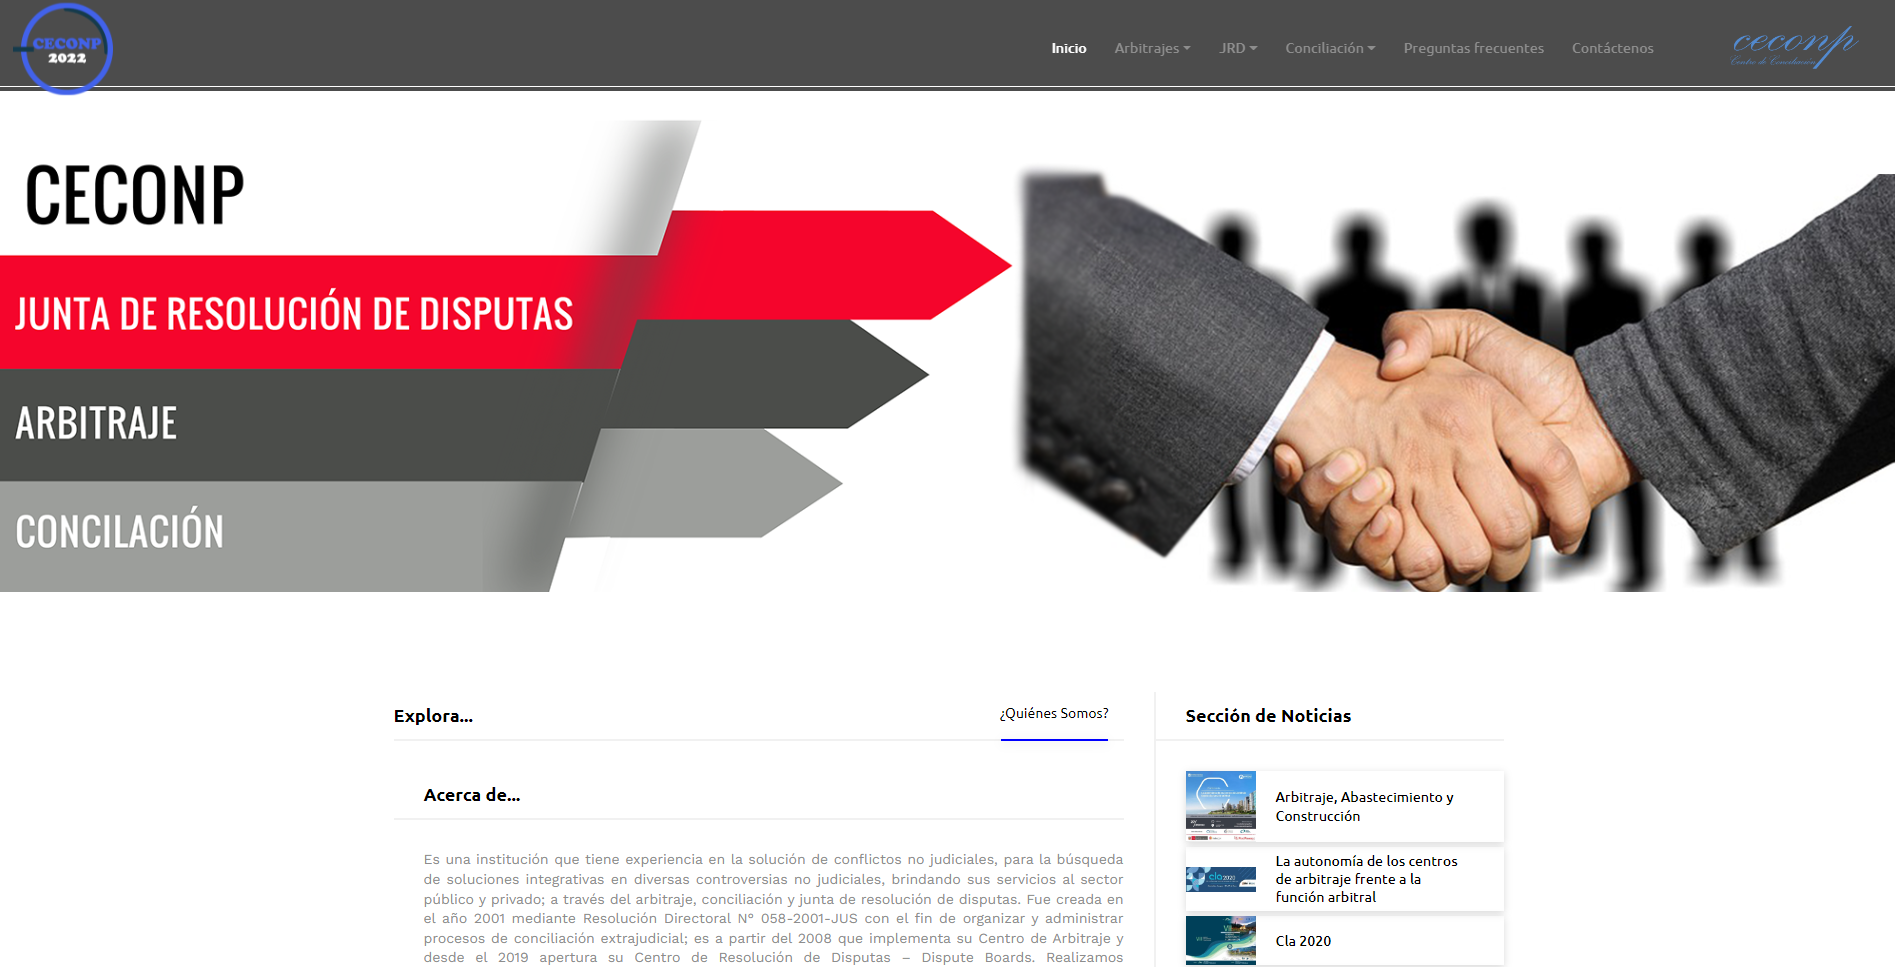 CECONP
2022
Inicio
Arbitrajes
JRD
Conciliación
Preguntas frecuentes
Contáctenos
ceconp
Centro de Conciliación
CECONP
JUNTA DE RESOLUCIÓN DE DISPUTAS
ARBITRAJE
CONCILACIÓN
Explora...
¿Quiénes Somos?
Acerca de...
Es una institución que tiene experiencia en la solución de conflictos no judiciales, para la búsqueda
de soluciones integrativas en diversas controversias no judiciales, brindando sus servicios al sector
público y privado; a través del arbitraje, conciliación y junta de resolución de disputas. Fue creada en
el año 2001 mediante Resolución Directoral N° 058-2001-JUS con el fin de organizar y administrar
procesos de conciliación extrajudicial; es a partir del 2008 que implementa su Centro de Arbitraje y
desde el 2019 apertura su Centro de Resolución de Disputas – Dispute Boards. Realizamos
Sección de Noticias
Arbitraje, Abastecimiento y
Construcción
cla 2020
La autonomía de los centros
de arbitraje frente a la
función arbitral
Cla 2020